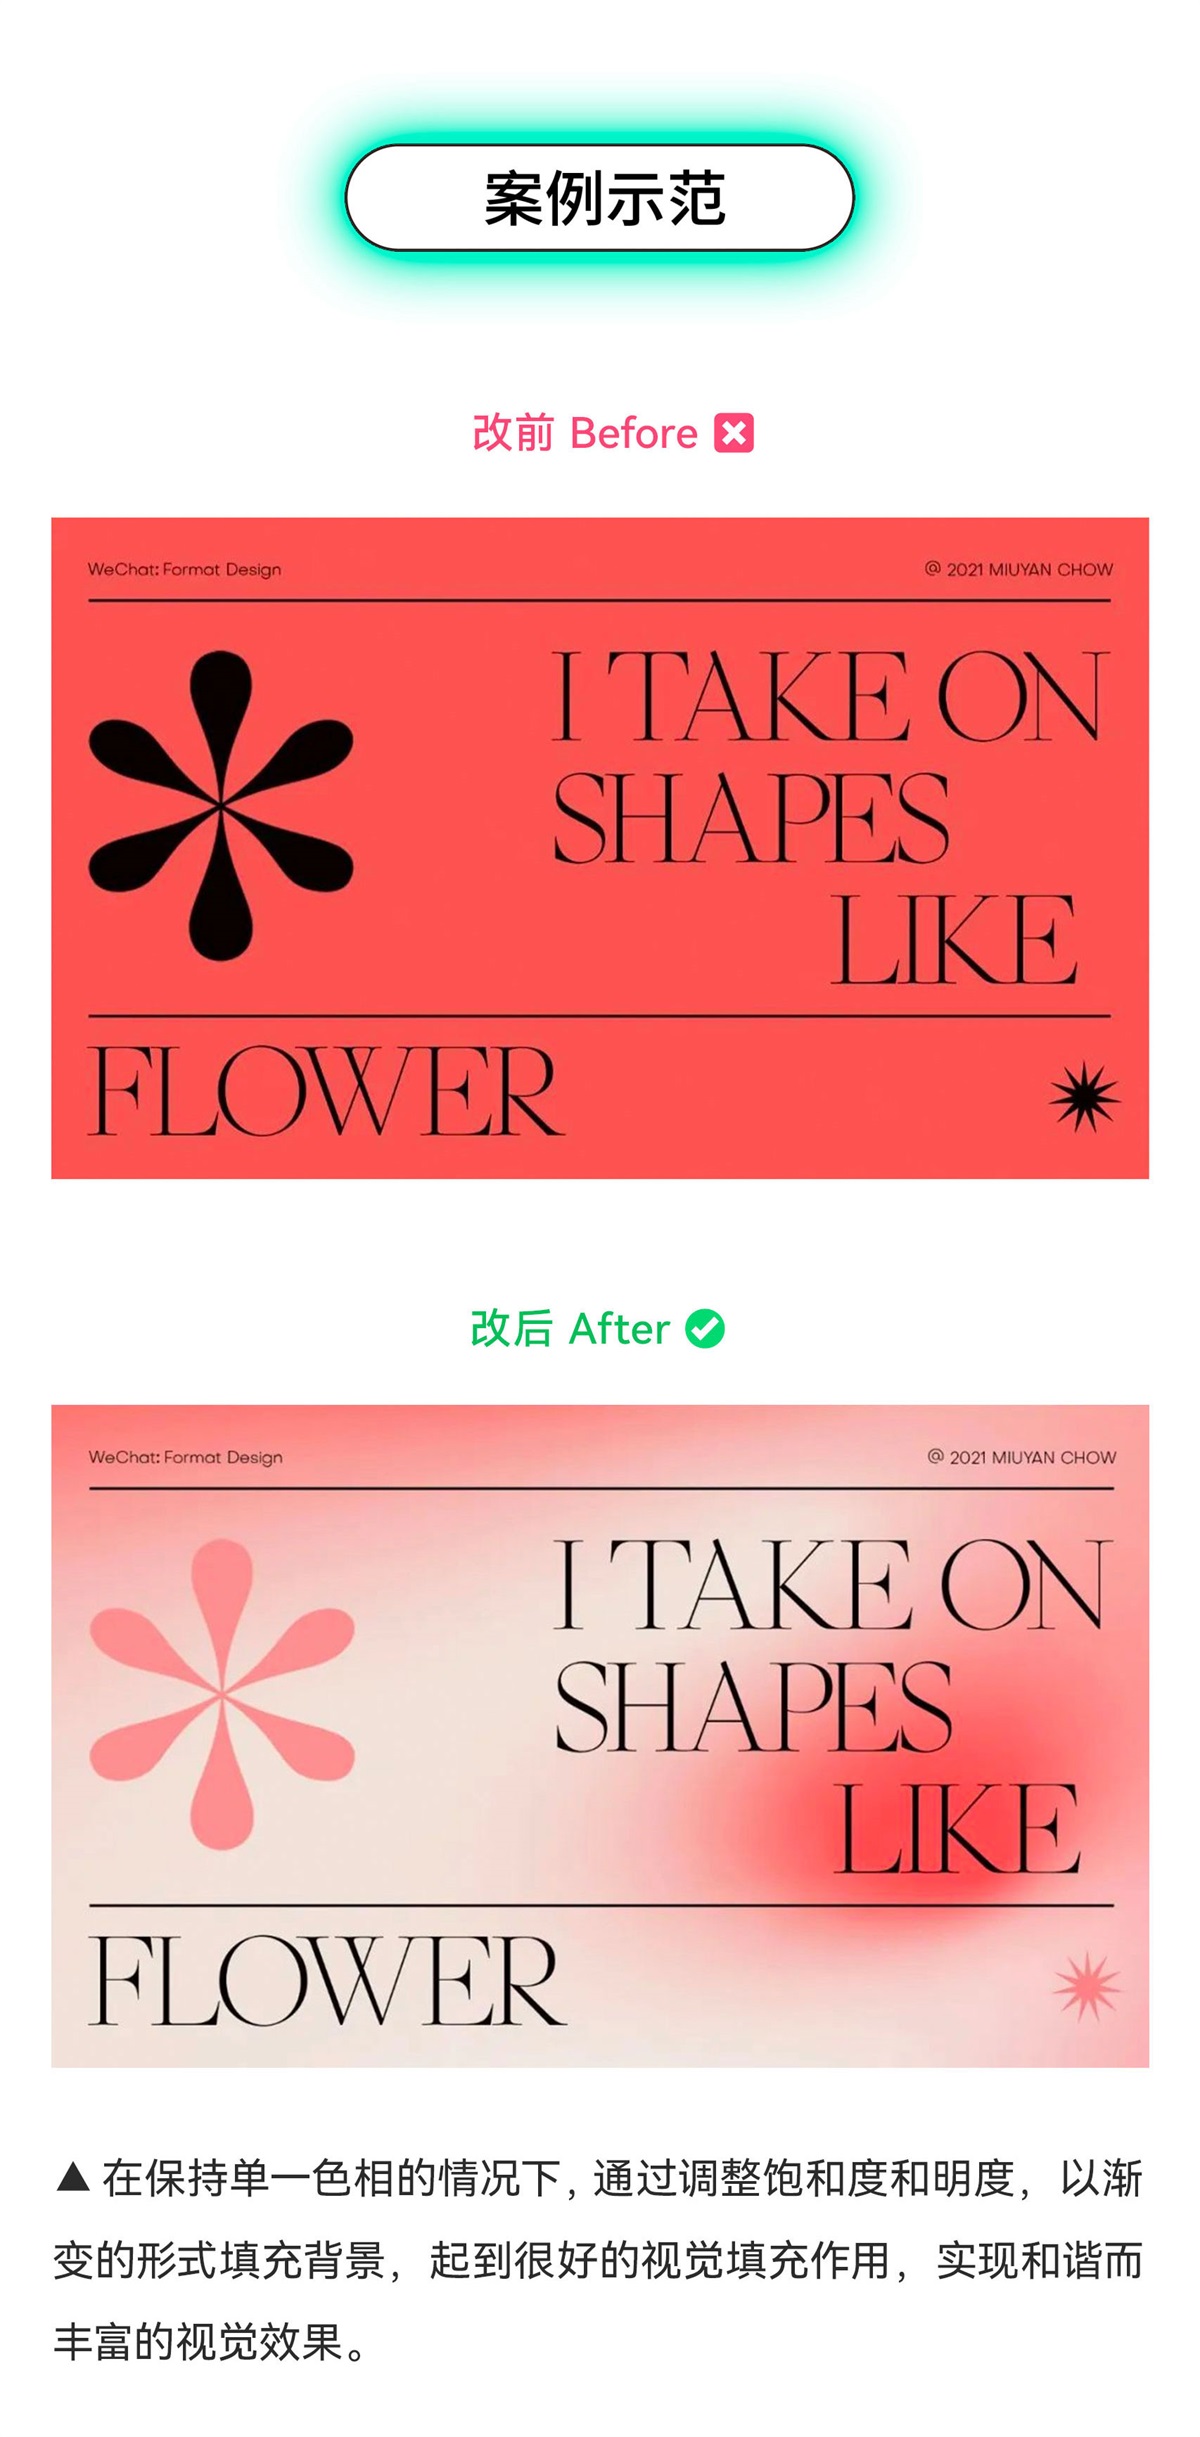 案例示范
改前 Before
WeChat: Format Design
@ 2021 MIUYAN CHOW
I TAKE ON
SHAPES
LIKE
FLOWER
改后 After
WeChat: Format Design
@ 2021 MIUYAN CHOW
I TAKE ON
SHAPES
LIKE
FLOWER
▲ 在保持单一色相的情况下,通过调整饱和度和明度，以渐
变的形式填充背景，起到很好的视觉填充作用，实现和谐而
丰富的视觉效果。